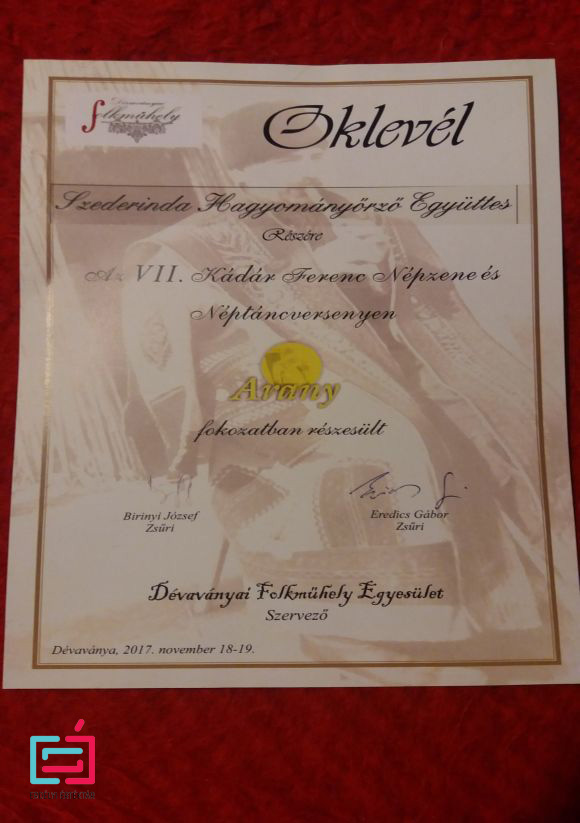 Dévaványai
folkműhely
Oklevél
Szederinda Hagyományőrző Együttes
Részére
Az VII. Kádár Ferenc Népzene és
Néptáncversenyen
Arany
fokozatban részesült
Birinyi József
Zsűri
Eredics Gábor
Zsűri
Dévaványai Folkműhely Egyesület
Szervező
Dévaványa, 2017. november 18-19.